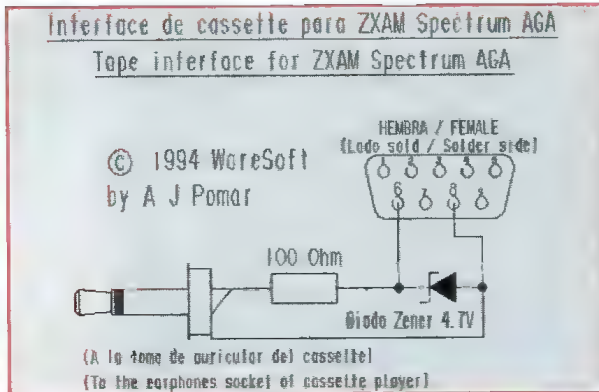 Interface de cassette para ZXAM Spectrum AGA
Tape interface for ZXAM Spectrum AGA
HEMBRA / FEMALE
(Lado sold / Solder side)
© 1994 WareSoft
by A J Pomar
6
8
100 Ohm
Diodo Zener 4.7V
(A la toma de auricular del cassette)
(To the earphones socket of cassette player)